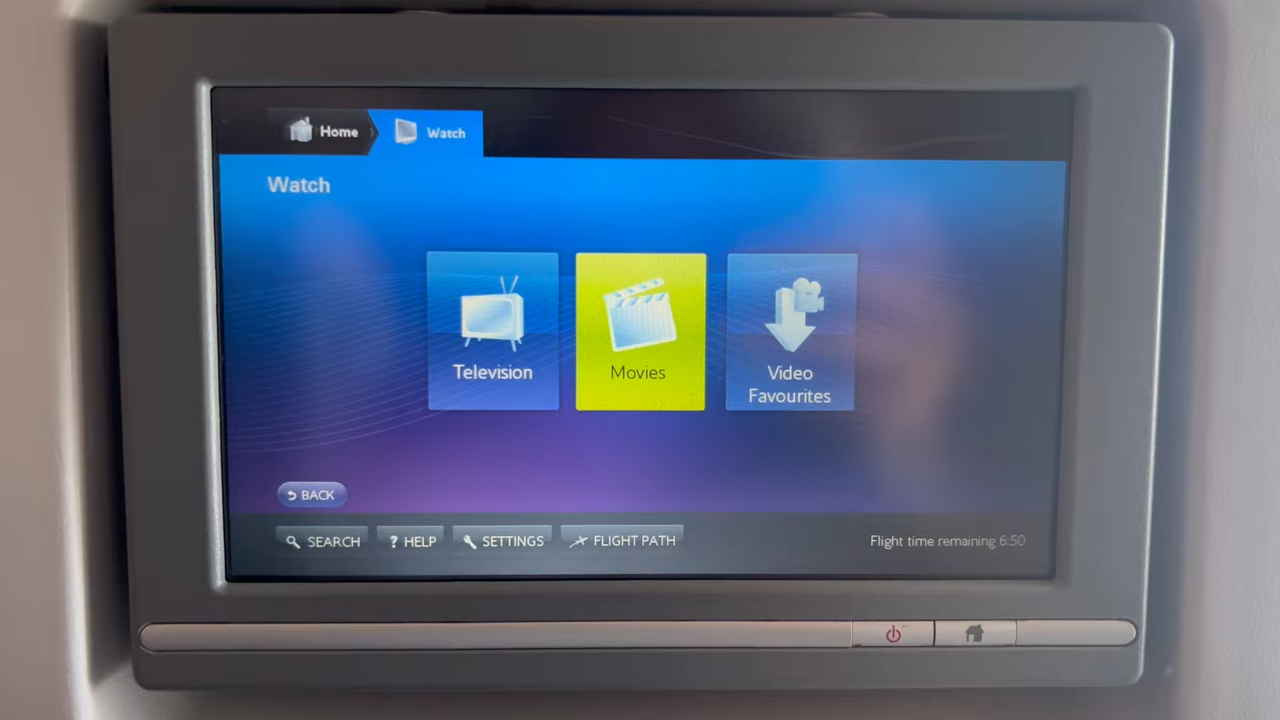 Home
Watch
Watch
Television
Movies
Video
Favourites
BACK
SEARCH
? HELP
SETTINGS
FLIGHT PATH
Flight time remaining 6:50